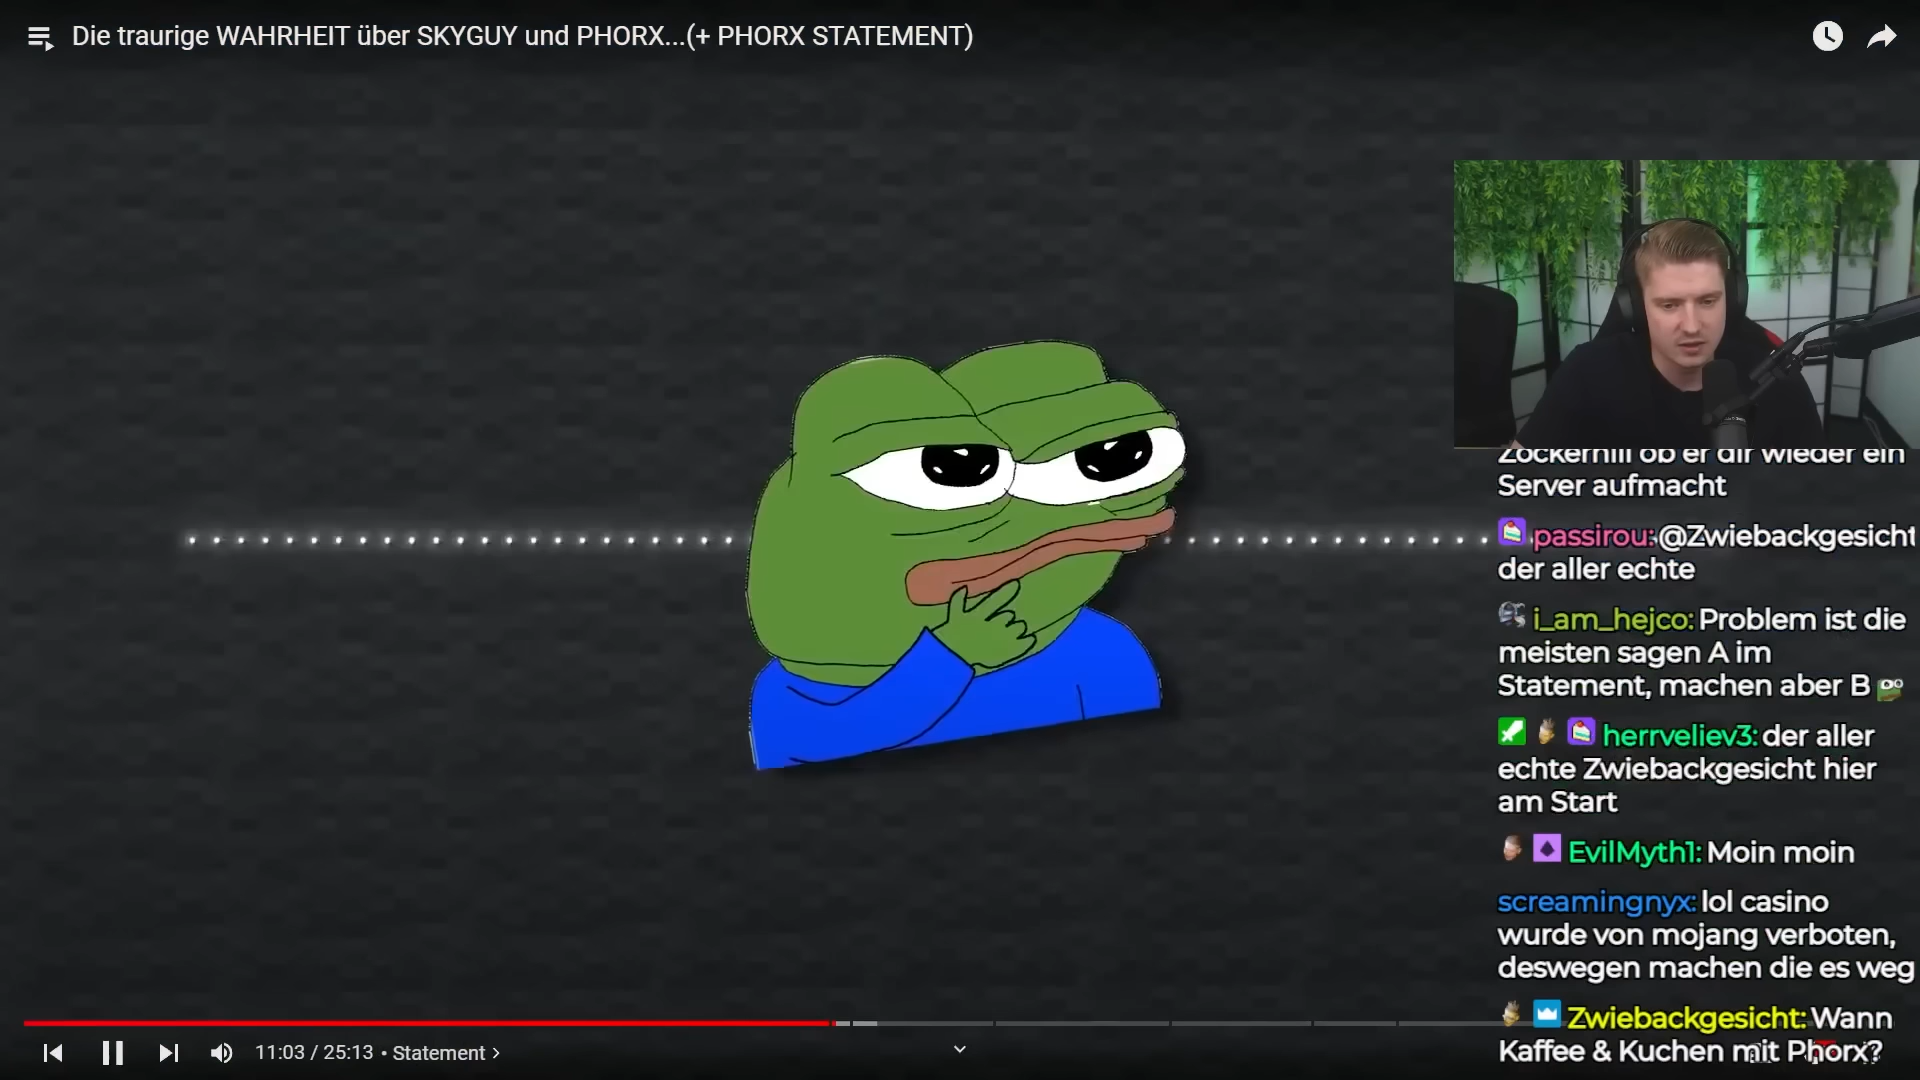 Die traurige WAHRHEIT über SKYGUY und PHORX...(+ PHORX STATEMENT)
Zockerhill ob er dir wieder ein
Server aufmacht
passirou: @Zwiebackgesicht
der aller echte
i_am_hejco: Problem ist die
meisten sagen A im
Statement, machen aber B
herrveliev3: der aller
echte Zwiebackgesicht hier
am Start
EvilMyth1: Moin moin
screamingnyx: lol casino
wurde von mojang verboten,
deswegen machen die es weg
Zwiebackgesicht: Wann
Kaffee & Kuchen mit Phorx?
11:03 / 25:13 • Statement ›